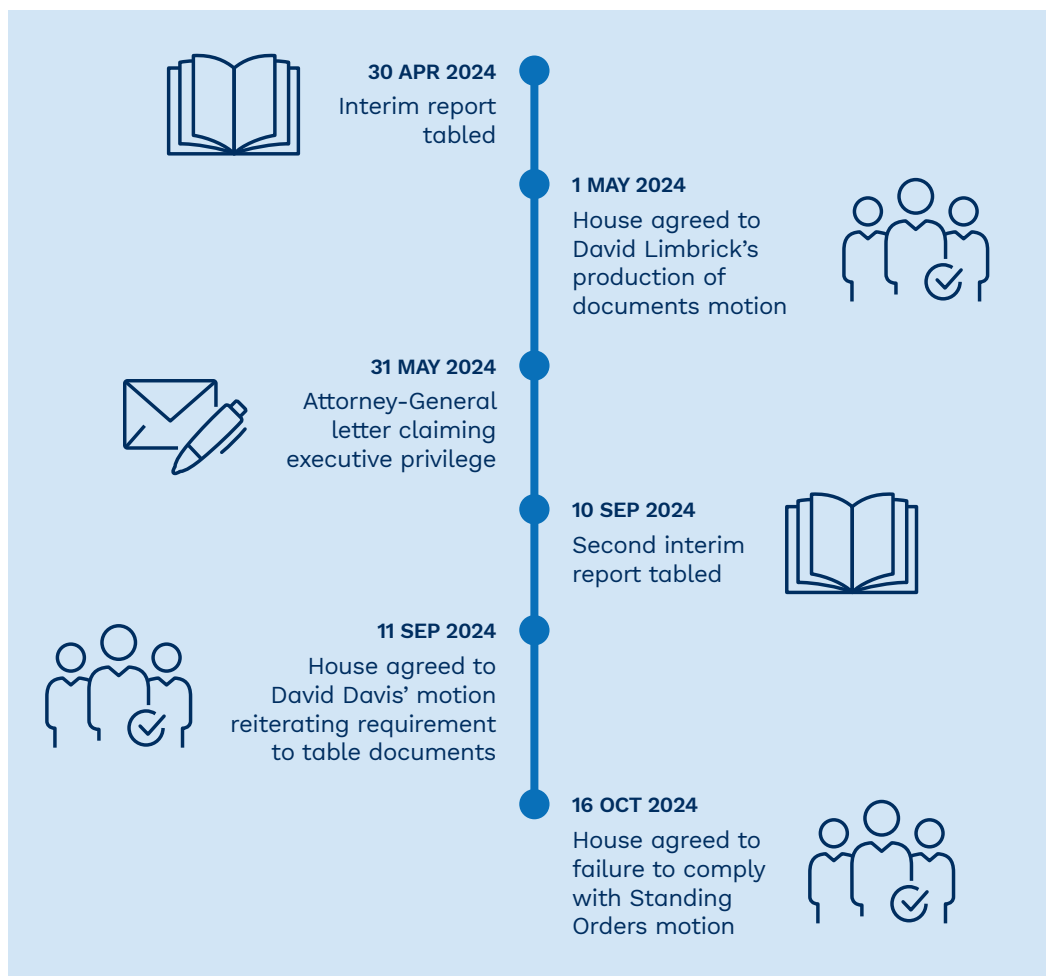 30 APR 2024
Interim report
tabled
1 MAY 2024
House agreed to
David Limbrick’s
production of
documents motion
31 MAY 2024
Attorney-General
letter claiming
executive privilege
10 SEP 2024
Second interim
report tabled
11 SEP 2024
House agreed to
David Davis’ motion
reiterating requirement
to table documents
16 OCT 2024
House agreed to
failure to comply
with Standing
Orders motion